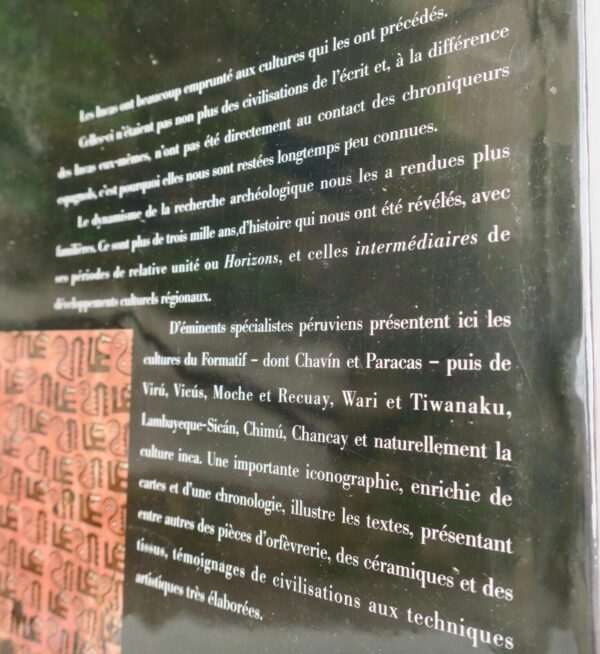 Les Incas ont beaucoup emprunté aux cultures qui les ont précédés.
Celles-ci n'étaient pas non plus des civilisations de l'écrit et, à la différence
des Incas eux-mêmes, n'ont pas été directement au contact des chroniqueurs
espagnols, c'est pourquoi elles nous sont restées longtemps peu connues.
Le dynamisme de la recherche archéologique nous les a rendues plus
familières. Ce sont plus de trois mille ans d'histoire qui nous ont été révélés, avec
ses périodes de relative unité ou Horizons, et celles intermédiaires de
développements culturels régionaux.
D'éminents spécialistes péruviens présentent ici les
cultures du Formatif – dont Chavín et Paracas – puis de
Virú, Vicús, Moche et Recuay, Wari et Tiwanaku,
Lambayeque-Sicán, Chimú, Chancay et naturellement la
culture inca. Une importante iconographie, enrichie de
cartes et d'une chronologie, illustre les textes, présentant
entre autres des pièces d'orfèvrerie, des céramiques et des
tissus, témoignages de civilisations aux techniques
artistiques très élaborées.